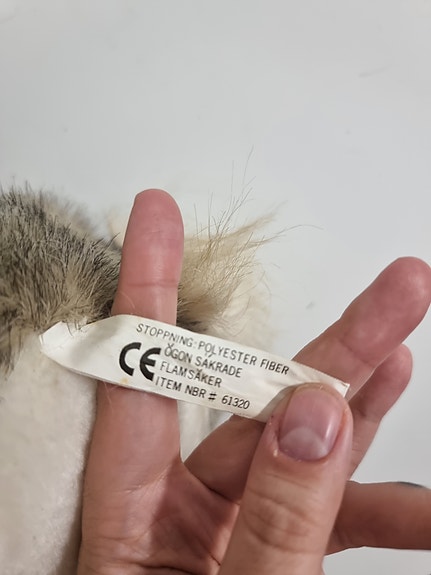 STOPPNING: POLYESTER FIBER
CE ÖGON SÄKRADE
FLAMSÄKER
ITEM NBR # 61320